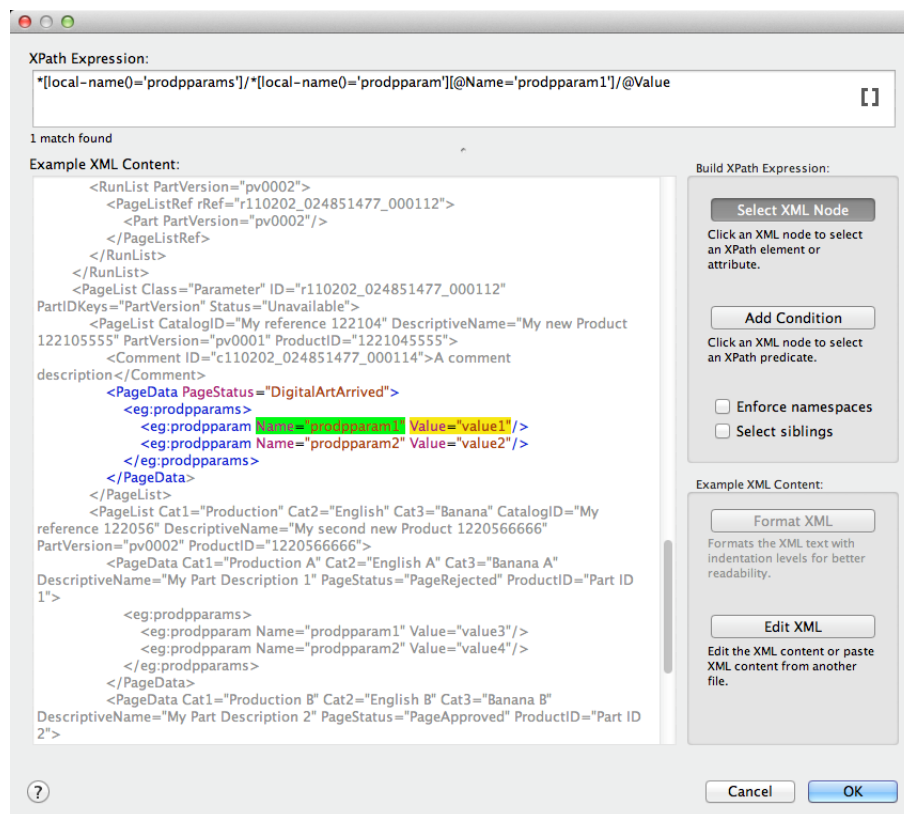 XPath Expression:
*[local-name()='prodpparams']/*[local-name()='prodpparam'][@Name='prodpparam1']/@Value
[]
1 match found
Example XML Content:
<RunList PartVersion="pv0002">
<PageListRef rRef="r110202_024851477_000112">
<Part PartVersion="pv0002"/>
</PageListRef>
</RunList>
</RunList>
<PageList Class="Parameter" ID="r110202_024851477_000112"
PartIDKeys="PartVersion" Status="Unavailable">
<PageList CatalogID="My reference 122104" DescriptiveName="My new Product
122105555" PartVersion="pv0001" ProductID="1221045555">
<Comment ID="c110202_024851477_000114">A comment
description</Comment>
<PageData PageStatus="DigitalArtArrived">
<eg:prodpparams>
<eg:prodpparam Name="prodpparam1" Value="value1"/>
<eg:prodpparam Name="prodpparam2" Value="value2"/>
</eg:prodpparams>
</PageData>
</PageList>
<PageList Cat1="Production" Cat2="English" Cat3="Banana" CatalogID="My
reference 122056" DescriptiveName="My second new Product 1220566666"
PartVersion="pv0002" ProductID="1220566666">
<PageData Cat1="Production A" Cat2="English A" Cat3="Banana A"
DescriptiveName="My Part Description 1" PageStatus="PageRejected" ProductID="Part ID
1">
<eg:prodpparams>
<eg:prodpparam Name="prodpparam1" Value="value3"/>
<eg:prodpparam Name="prodpparam2" Value="value4"/>
</eg:prodpparams>
</PageData>
<PageData Cat1="Production B" Cat2="English B" Cat3="Banana B"
DescriptiveName="My Part Description 2" PageStatus="PageApproved" ProductID="Part ID
2">
Build XPath Expression:
Select XML Node
Click an XML node to select
an XPath element or
attribute.
Add Condition
Click an XML node to select
an XPath predicate.
Enforce namespaces
Select siblings
Example XML Content:
Format XML
Formats the XML text with
indentation levels for better
readability.
Edit XML
Edit the XML content or paste
XML content from another
file.
?
Cancel
OK